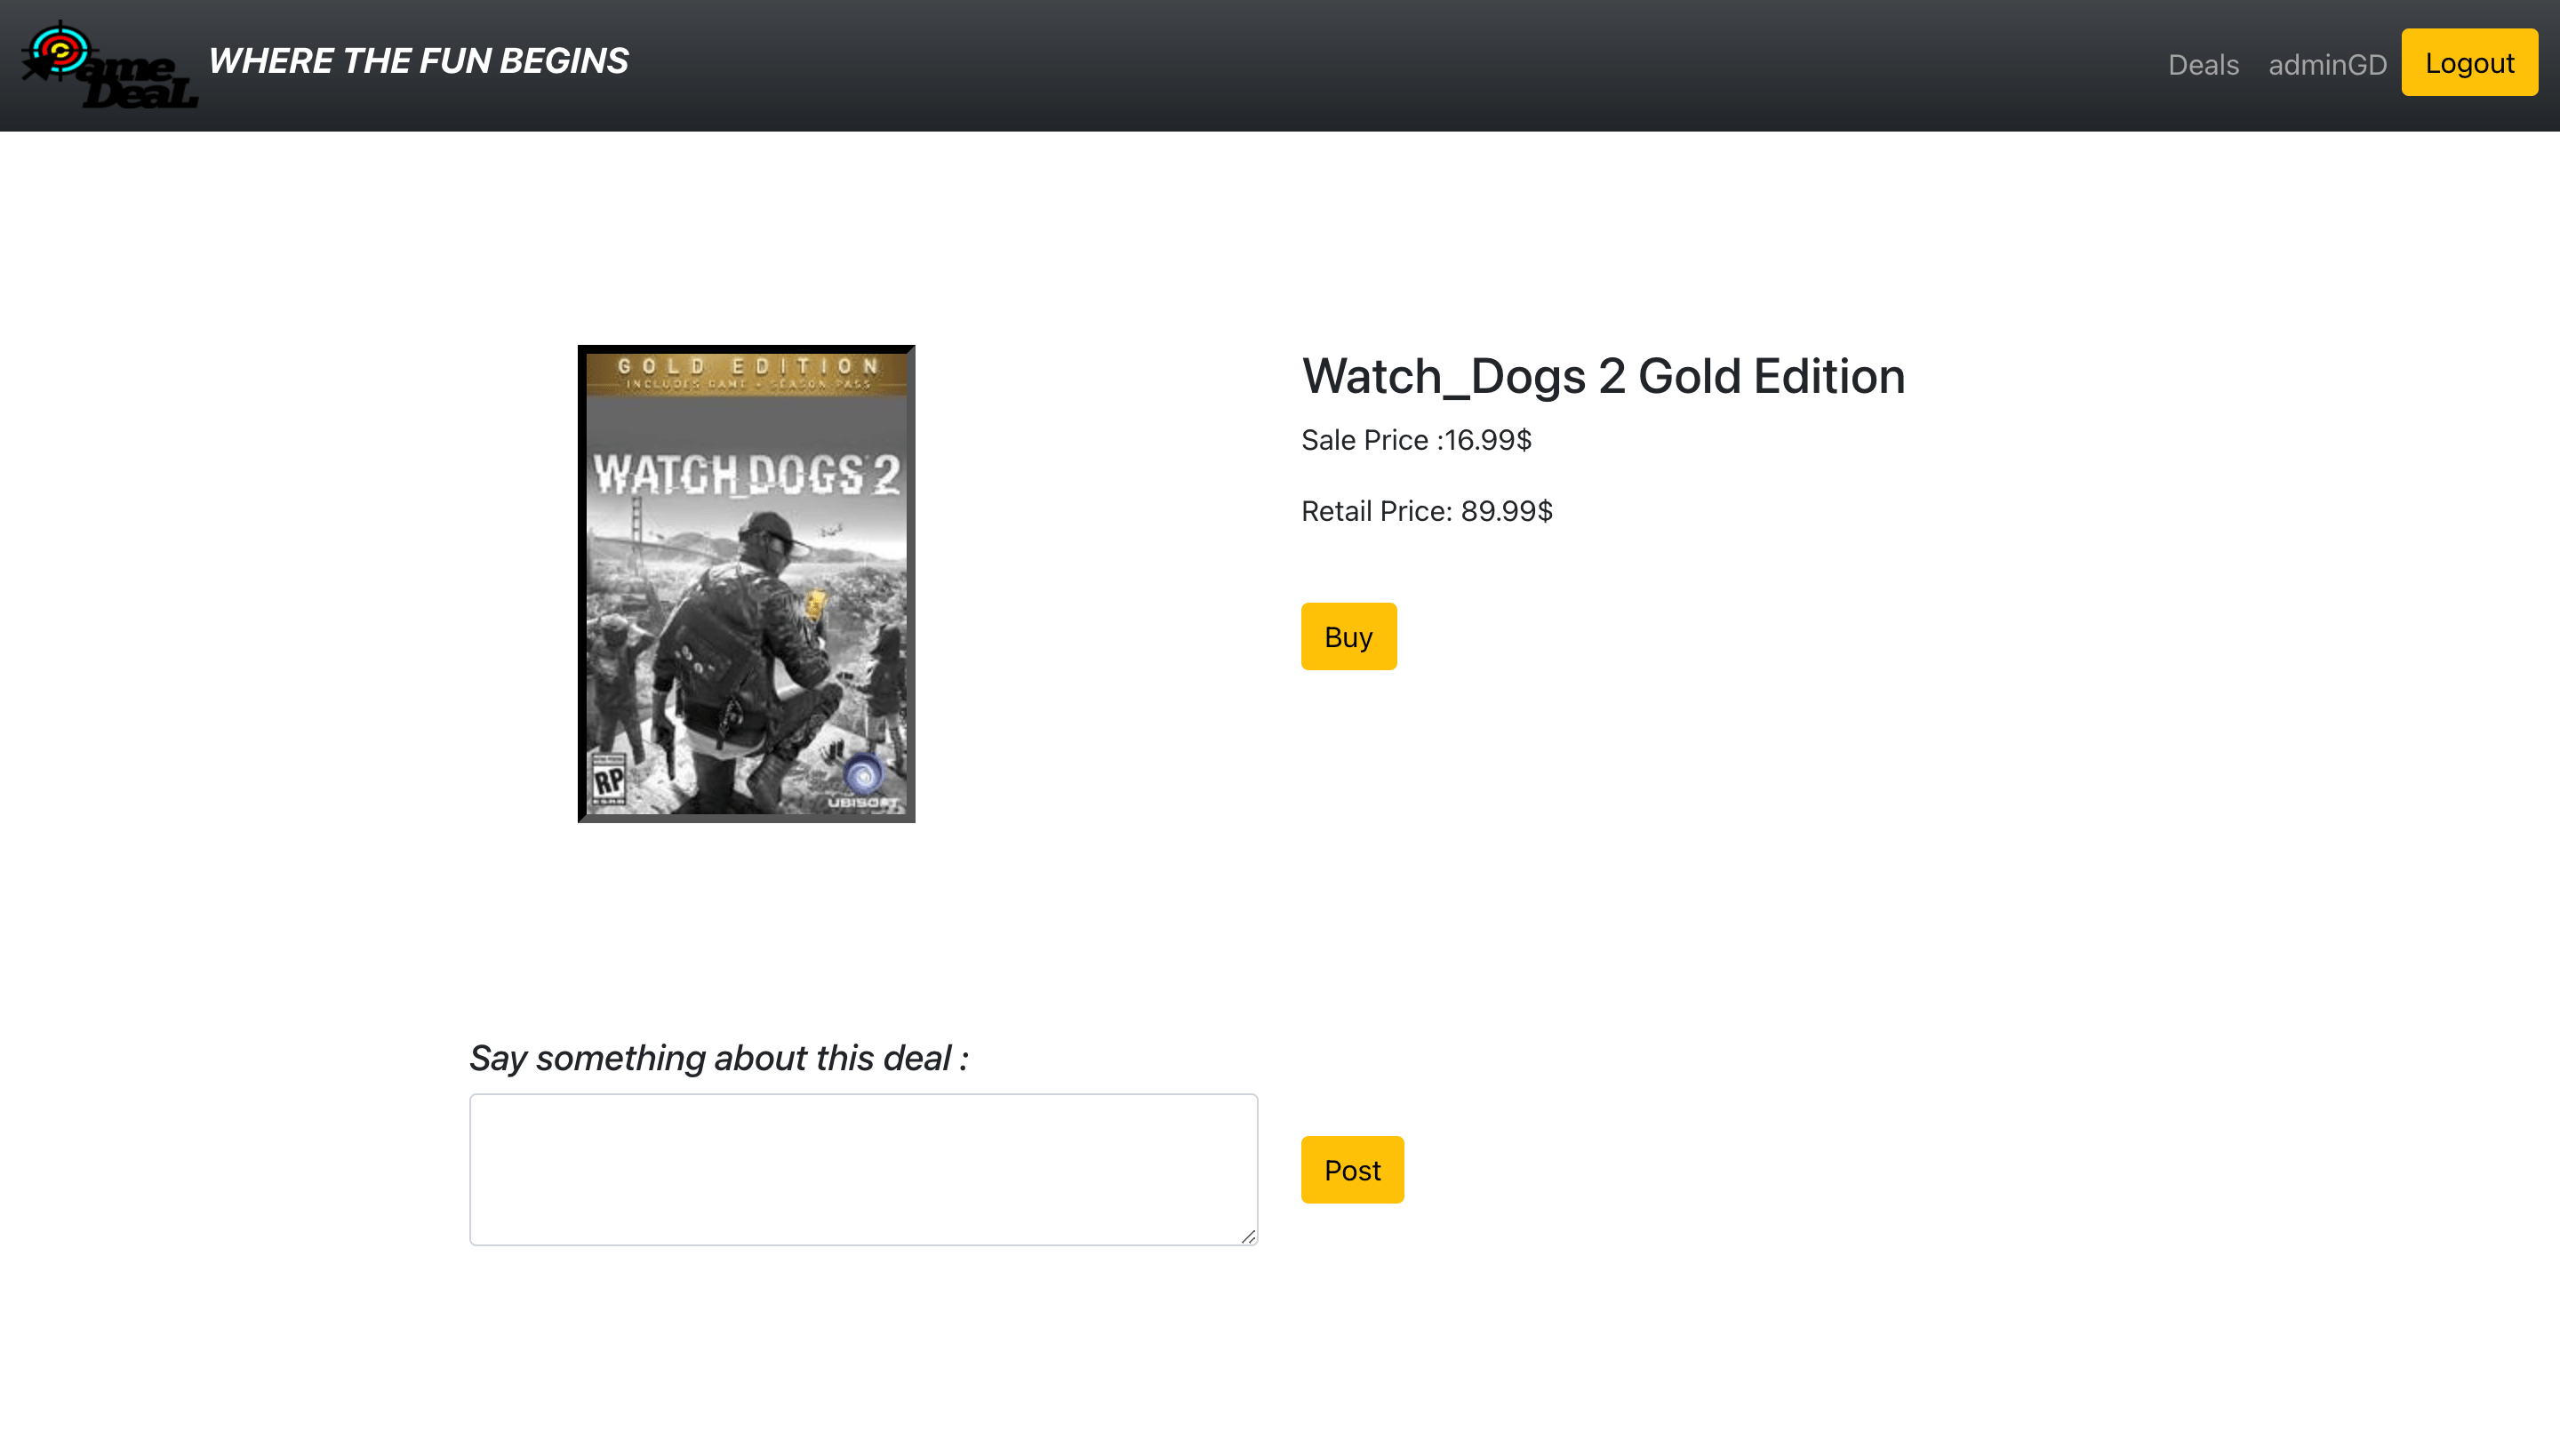 ame
DeaL
WHERE THE FUN BEGINS
Deals
adminGD
Logout
GOLD EDITION
INCLUDES GAME + SEASON PASS
WATCH_DOGS 2
RP
UBISOFT
Watch_Dogs 2 Gold Edition
Sale Price :16.99$
Retail Price: 89.99$
Buy
Say something about this deal :
Post